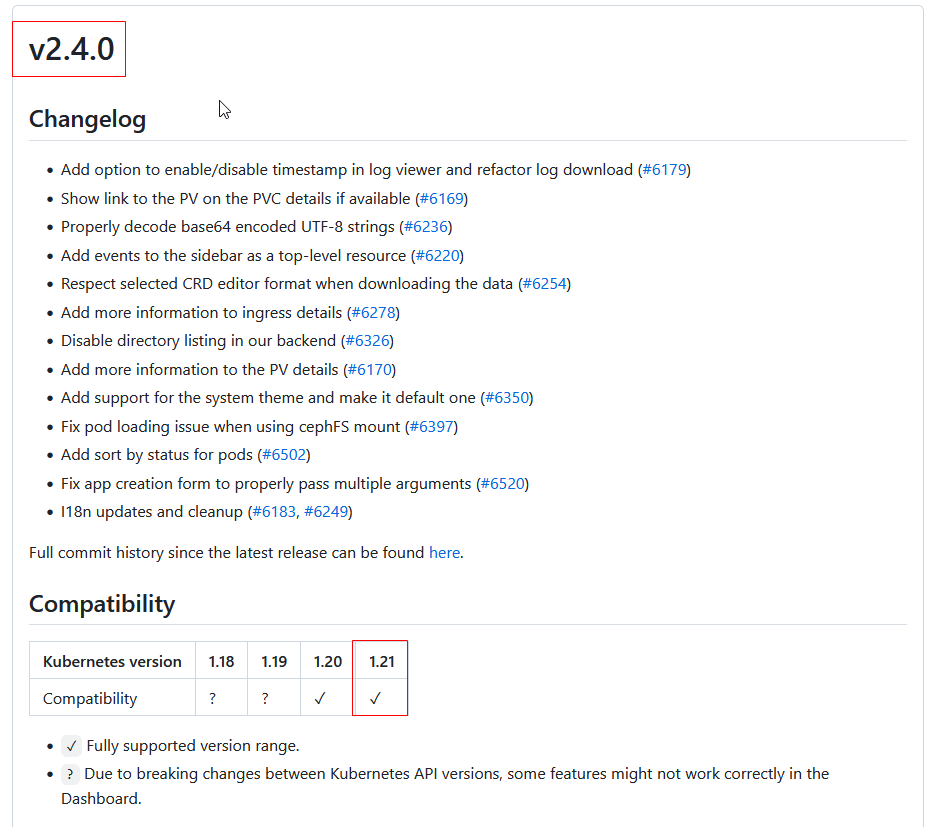 v2.4.0
Changelog
• Add option to enable/disable timestamp in log viewer and refactor log download (#6179)
• Show link to the PV on the PVC details if available (#6169)
• Properly decode base64 encoded UTF-8 strings (#6236)
• Add events to the sidebar as a top-level resource (#6220)
• Respect selected CRD editor format when downloading the data (#6254)
• Add more information to ingress details (#6278)
• Disable directory listing in our backend (#6326)
• Add more information to the PV details (#6170)
• Add support for the system theme and make it default one (#6350)
• Fix pod loading issue when using cephFS mount (#6397)
• Add sort by status for pods (#6502)
• Fix app creation form to properly pass multiple arguments (#6520)
• I18n updates and cleanup (#6183, #6249)
Full commit history since the latest release can be found here.
Compatibility
Kubernetes version 1.18 1.19 1.20 1.21
Compatibility ? ? ✓ ✓
• ✓ Fully supported version range.
• ? Due to breaking changes between Kubernetes API versions, some features might not work correctly in the
Dashboard.